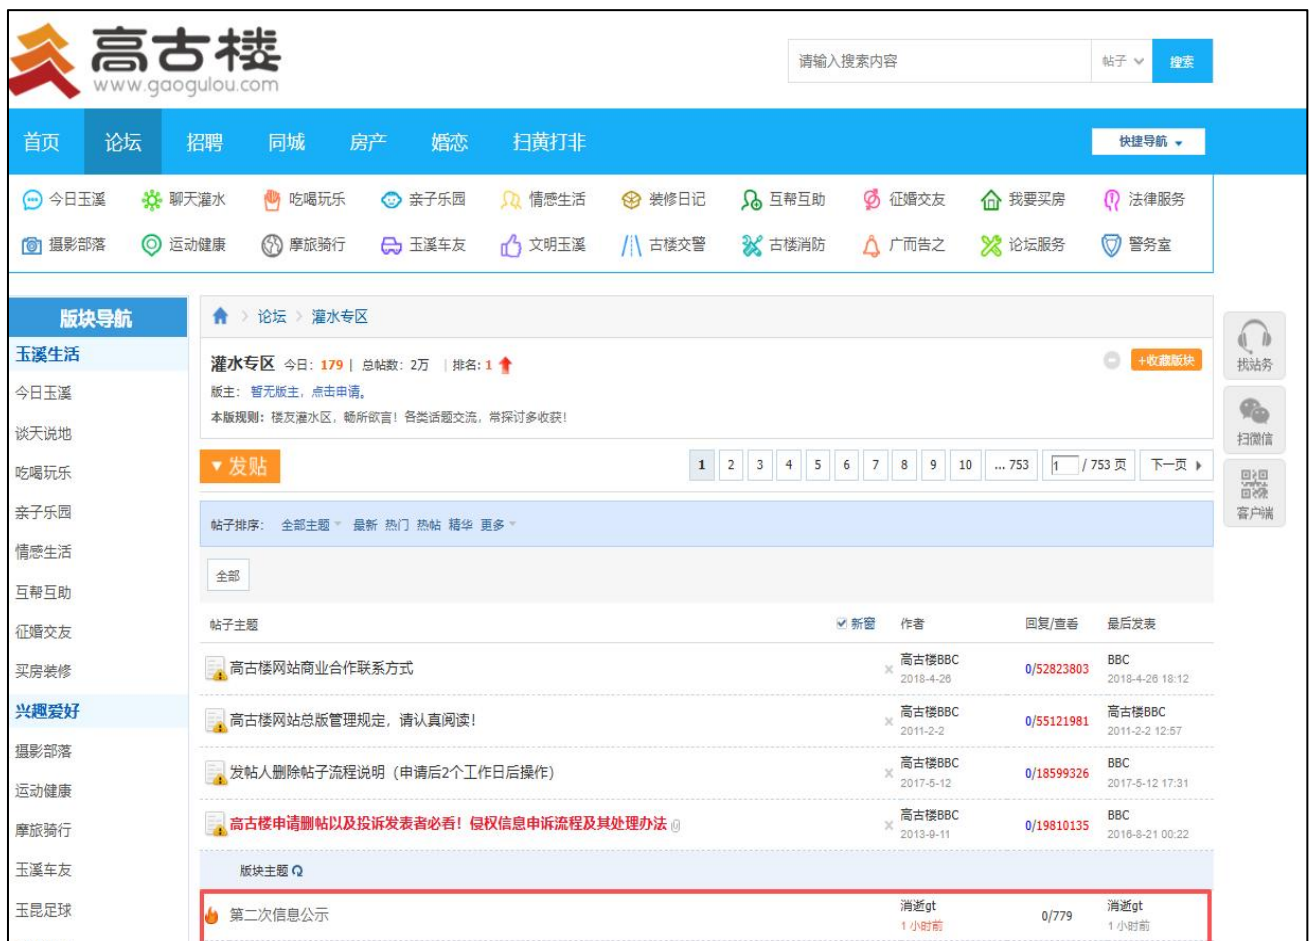 高古楼
www.gaogulou.com
请输入搜索内容 帖子 搜索
首页 论坛 招聘 同城 房产 婚恋 扫黄打非 快捷导航
今日玉溪 聊天灌水 吃喝玩乐 亲子乐园 情感生活 装修日记 互帮互助 征婚交友 我要买房 法律服务
摄影部落 运动健康 摩旅骑行 玉溪车友 文明玉溪 古楼交警 古楼消防 广而告之 论坛服务 警务室
版块导航
玉溪生活
今日玉溪
谈天说地
吃喝玩乐
亲子乐园
情感生活
互帮互助
征婚交友
买房装修
兴趣爱好
摄影部落
运动健康
摩旅骑行
玉溪车友
玉昆足球
论坛 > 灌水专区
灌水专区 今日: 179 | 总帖数: 2万 | 排名: 1
+收藏版块
版主: 暂无版主，点击申请。
本版规则: 楼友灌水区，畅所欲言！各类话题交流，常探讨多收获！
发贴
1 2 3 4 5 6 7 8 9 10 ... 753 1 / 753 页 下一页
帖子排序: 全部主题 最新 热门 热帖 精华 更多
全部
帖子主题 新窗 作者 回复/查看 最后发表
高古楼网站商业合作联系方式 高古楼BBC 0/52823803 BBC
2018-4-26 2018-4-26 18:12
高古楼网站总版管理规定，请认真阅读！ 高古楼BBC 0/55121981 高古楼BBC
2011-2-2 2011-2-2 12:57
发帖人删除帖子流程说明（申请后2个工作日后操作） 高古楼BBC 0/18599326 BBC
2017-5-12 2017-5-12 17:31
高古楼申请删帖以及投诉发表者必看！侵权信息申诉流程及其处理办法 高古楼BBC 0/19810135 BBC
2013-9-11 2016-8-21 00:22
版块主题
第二次信息公示 消逝gt 0/779 消逝gt
1 小时前 1 小时前
找站务
扫微信
客户端